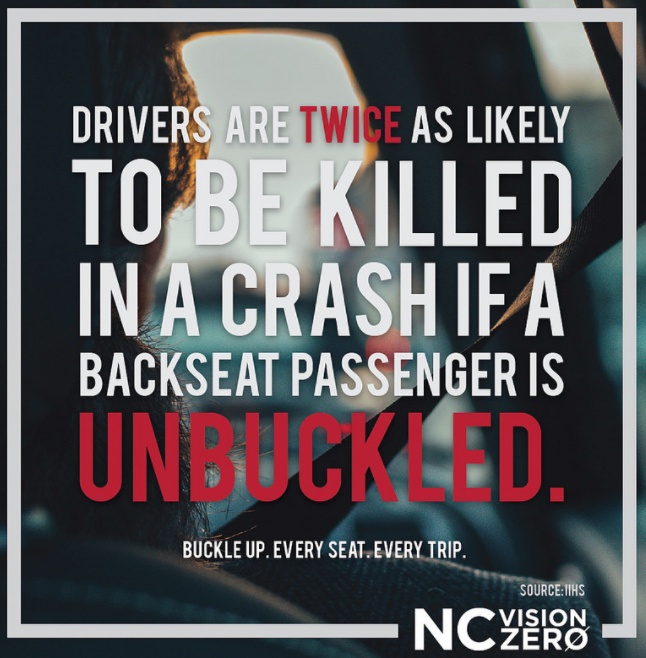 DRIVERS ARE TWICE AS LIKELY
TO BE KILLED
IN A CRASH IF A
BACKSEAT PASSENGER IS
UNBUCKLED.
BUCKLE UP. EVERY SEAT. EVERY TRIP.
SOURCE: IIHS
NC VISION
ZERØ